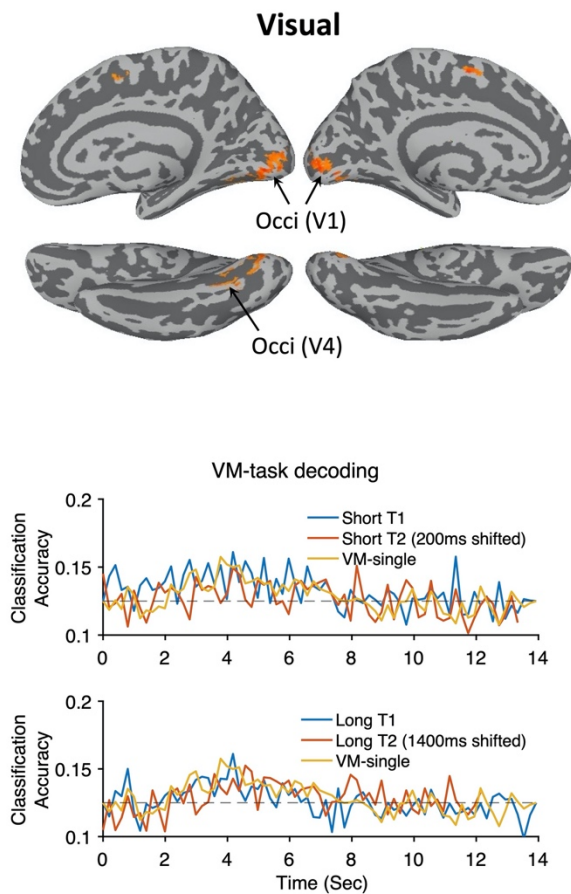 Visual
Occi (V1)
Occi (V4)
VM-task decoding
Classification
Accuracy
0.2
0.15
0.1
Short T1
Short T2 (200ms shifted)
VM-single
0 2 4 6 8 10 12 14
Classification
Accuracy
0.2
0.15
0.1
Long T1
Long T2 (1400ms shifted)
VM-single
0 2 4 6 8 10 12 14
Time (Sec)